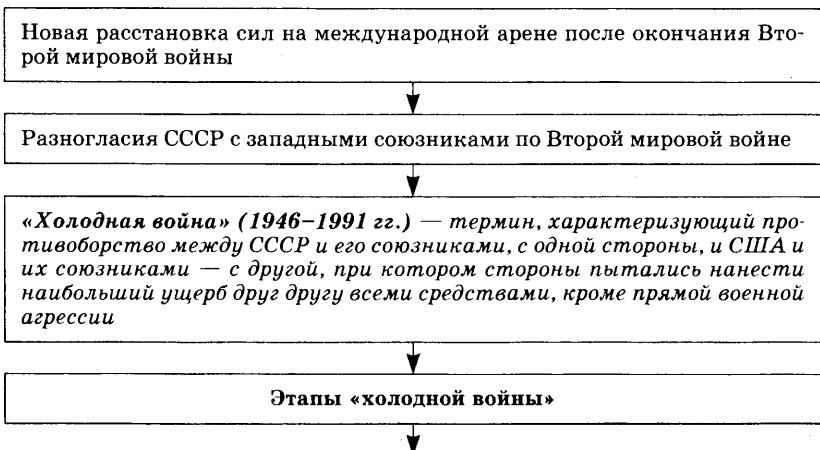 Новая расстановка сил на международной арене после окончания Вто-
рой мировой войны
Разногласия СССР с западными союзниками по Второй мировой войне
«Холодная война» (1946–1991 гг.) — термин, характеризующий про-
тивоборство между СССР и его союзниками, с одной стороны, и США и
их союзниками — с другой, при котором стороны пытались нанести
наибольший ущерб друг другу всеми средствами, кроме прямой военной
агрессии
Этапы «холодной войны»